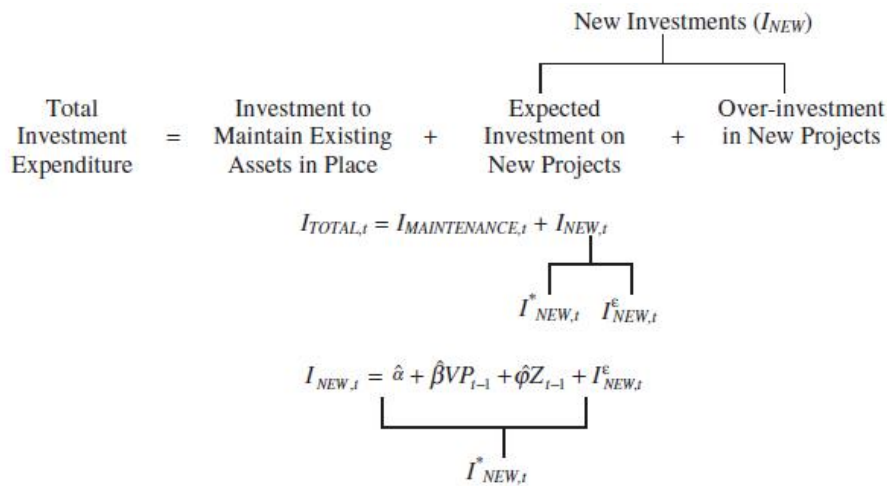 New Investments (I_NEW)
Total Investment Expenditure = Investment to Maintain Existing Assets in Place + Expected Investment on New Projects + Over-investment in New Projects
I_TOTAL,t = I_MAINTENANCE,t + I_NEW,t
I*_NEW,t I^ε_NEW,t
I_NEW,t = α̂ + β̂VP_t–1 + φ̂Z_t–1 + I^ε_NEW,t
I*_NEW,t